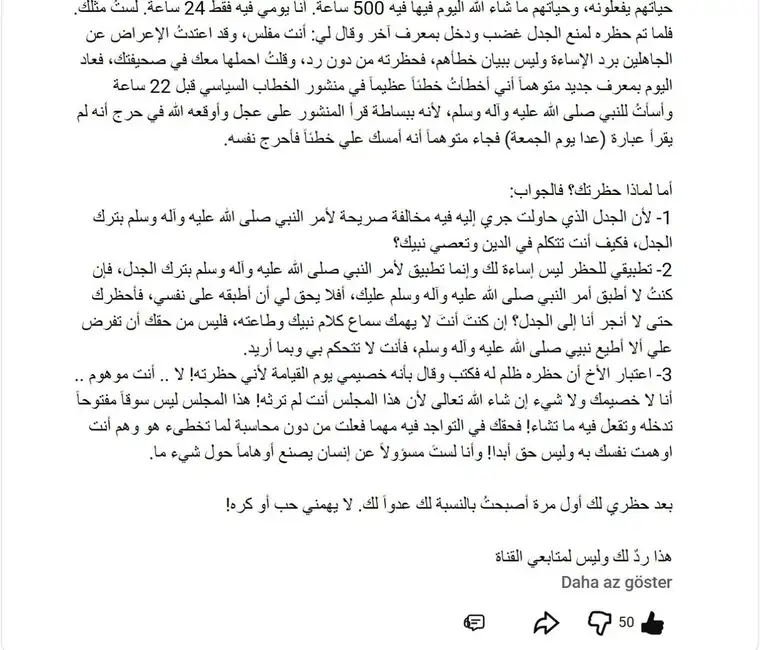 حياتهم يفعلونه، وحياتهم ما شاء الله اليوم فيها فيه 500 ساعة. أنا يومي فيه فقط 24 ساعة. لستُ مثلك.
فلما تم حظره لمنع الجدل غضب ودخل بمعرف آخر وقال لي: أنت مفلس، وقد اعتدتُ الإعراض عن
الجاهلين برد الإساءة وليس ببيان خطأهم، فحظرته من دون رد، وقلتُ احملها معك في صحيفتك، فعاد
اليوم بمعرف جديد متوهماً أني أخطأتُ خطئاً عظيماً في منشور الخطاب السياسي قبل 22 ساعة
وأسأتُ للنبي صلى الله عليه وآله وسلم، لأنه ببساطة قرأ المنشور على عجل وأوقعه الله في حرج أنه لم
يقرأ عبارة (عدا يوم الجمعة) فجاء متوهماً أنه أمسك علي خطئاً فأحرج نفسه.
أما لماذا حظرتك؟ فالجواب:
1- لأن الجدل الذي حاولت جري إليه فيه مخالفة صريحة لأمر النبي صلى الله عليه وآله وسلم بترك
الجدل، فكيف أنت تتكلم في الدين وتعصي نبيك؟
2- تطبيقي للحظر ليس إساءة لك وإنما تطبيق لأمر النبي صلى الله عليه وآله وسلم بترك الجدل، فإن
كنتُ لا أطبق أمر النبي صلى الله عليه وآله وسلم عليك، أفلا يحق لي أن أطبقه على نفسي، فأحظرك
حتى لا أنجر أنا إلى الجدل؟ إن كنتَ أنتَ لا يهمك سماع كلام نبيك وطاعته، فليس من حقك أن تفرض
علي ألا أطيع نبيي صلى الله عليه وآله وسلم، فأنت لا تتحكم بي وبما أريد.
3- اعتبار الأخ أن حظره ظلم له فكتب وقال بأنه خصيمي يوم القيامة لأني حظرته! لا .. أنت موهوم ..
أنا لا خصيمك ولا شيء إن شاء الله تعالى لأن هذا المجلس أنت لم ترثه! هذا المجلس ليس سوقاً مفتوحاً
تدخله وتفعل فيه ما تشاء! فحقك في التواجد فيه مهما فعلت من دون محاسبة لما تخطىء هو وهم أنت
اوهمت نفسك به وليس حق أبدا! وأنا لستَ مسؤولاً عن إنسان يصنع أوهاماً حول شيء ما.
بعد حظري لك أول مرة أصبحتُ بالنسبة لك عدواً لك. لا يهمني حب أو كره!
هذا ردّ لك وليس لمتابعي القناة
Daha az göster
50